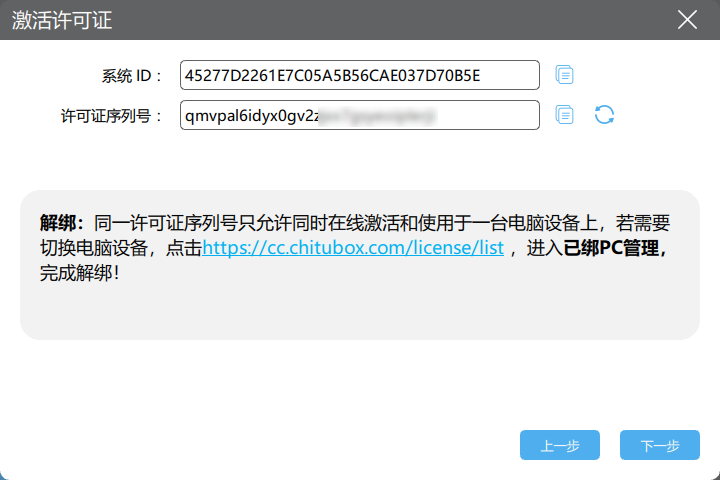 激活许可证
系统 ID：
45277D2261E7C05A5B56CAE037D70B5E
许可证序列号：
qmvpal6idyx0gv2z
解绑：同一许可证序列号只允许同时在线激活和使用于一台电脑设备上，若需要
切换电脑设备，点击https://cc.chitubox.com/license/list ，进入已绑PC管理，
完成解绑！
上一步
下一步